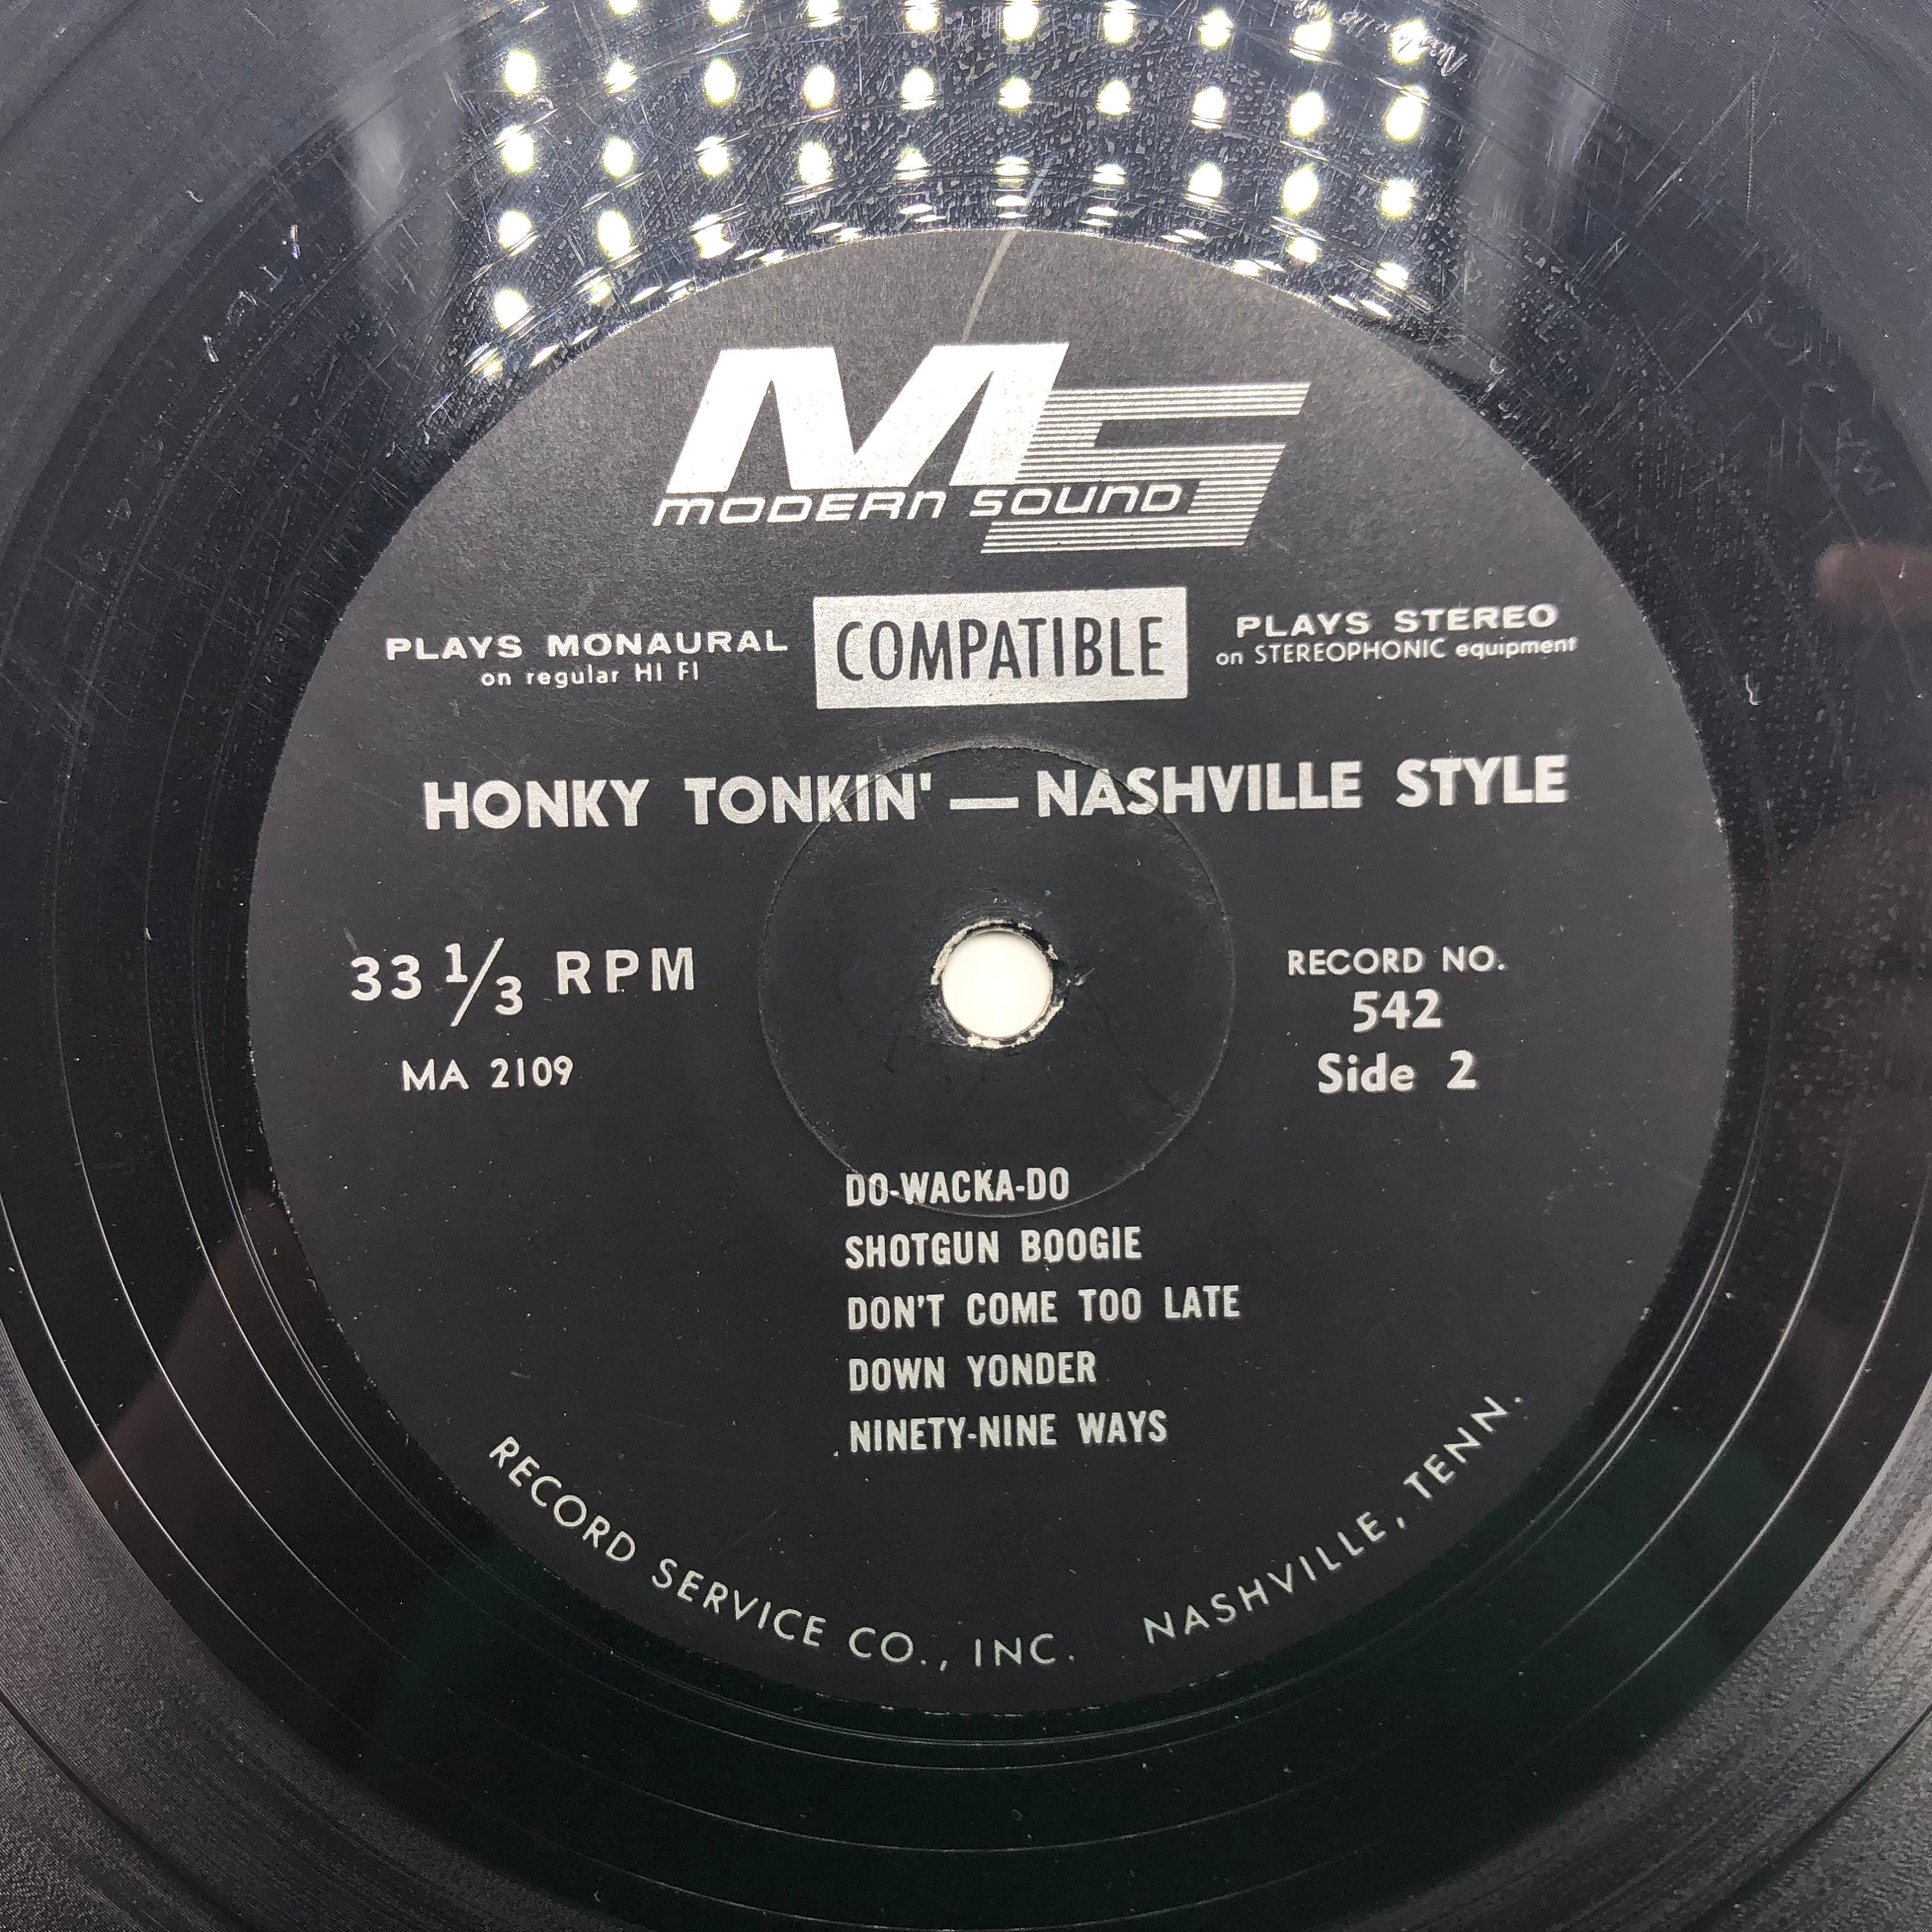 MS
MODERN SOUND
PLAYS MONAURAL
on regular HI FI
COMPATIBLE
PLAYS STEREO
on STEREOPHONIC equipment
HONKY TONKIN' — NASHVILLE STYLE
33 1/3 RPM
MA 2109
RECORD NO.
542
Side 2
DO-WACKA-DO
SHOTGUN BOOGIE
DON'T COME TOO LATE
DOWN YONDER
NINETY-NINE WAYS
RECORD SERVICE CO., INC. NASHVILLE, TENN.